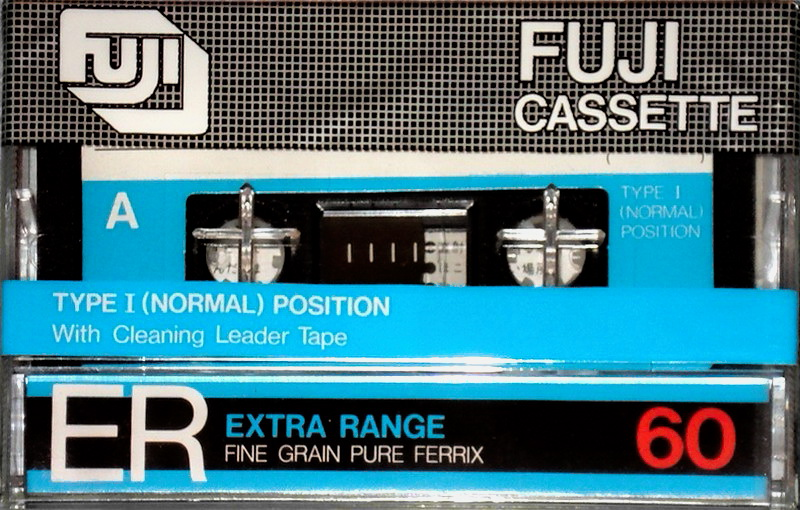 FUJI
FUJI
CASSETTE
A
TYPE I
(NORMAL)
POSITION
TYPE I (NORMAL) POSITION
With Cleaning Leader Tape
ER
EXTRA RANGE
FINE GRAIN PURE FERRIX
60